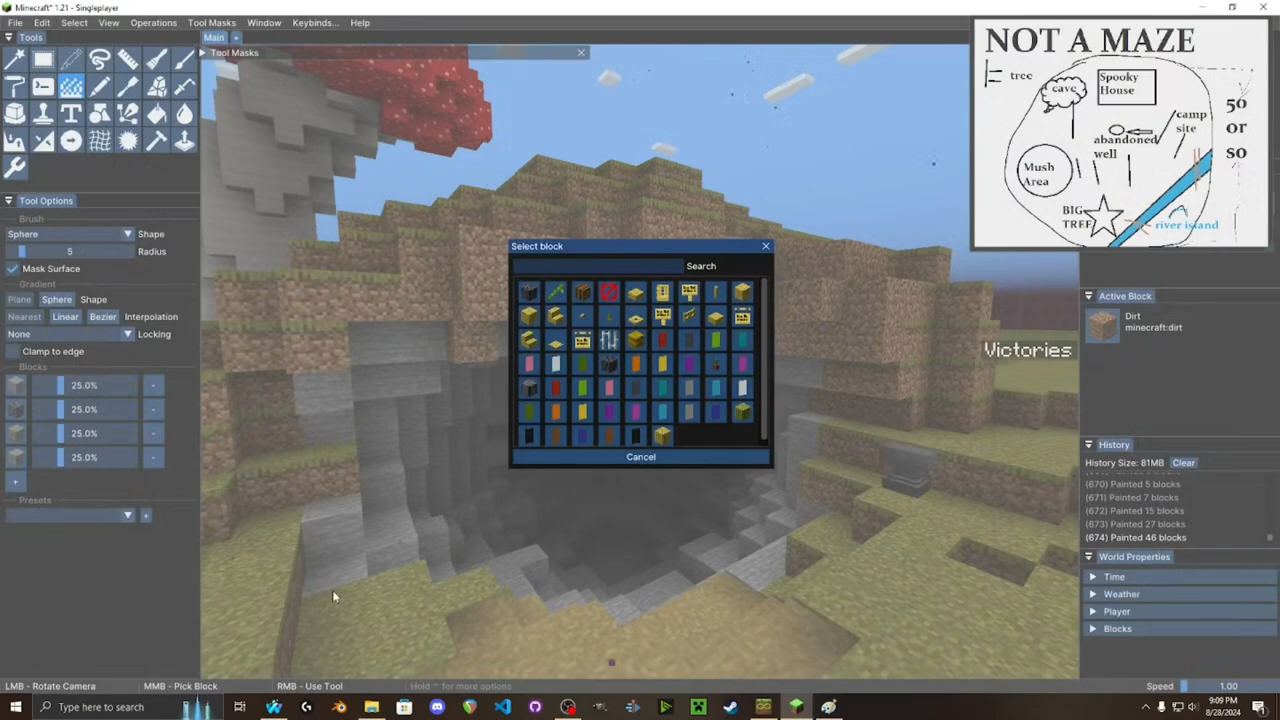 Minecraft* 1.21 - Singleplayer
File Edit Select View Operations Tool Masks Window Keybinds... Help
Tools
Main +
Tool Masks
Tool Options
Brush
Sphere Shape
5 Radius
Mask Surface
Gradient
Plane Sphere Shape
Nearest Linear Bezier Interpolation
None Locking
Clamp to edge
Blocks
25.0% -
25.0% -
25.0% -
25.0% -
+
Presets
+
Select block
Search
Cancel
NOT A MAZE
tree
cave
Spooky
House
50
or
so
camp
site
abandoned
well
Mush
Area
BIG
TREE
river island
Active Block
Dirt
minecraft:dirt
Victories
History
History Size: 81MB Clear
(670) Painted 5 blocks
(671) Painted 7 blocks
(672) Painted 15 blocks
(673) Painted 27 blocks
(674) Painted 46 blocks
World Properties
Time
Weather
Player
Blocks
LMB - Rotate Camera MMB - Pick Block RMB - Use Tool Hold ^ for more options Speed 1.00
Type here to search
9:09 PM
8/28/2024